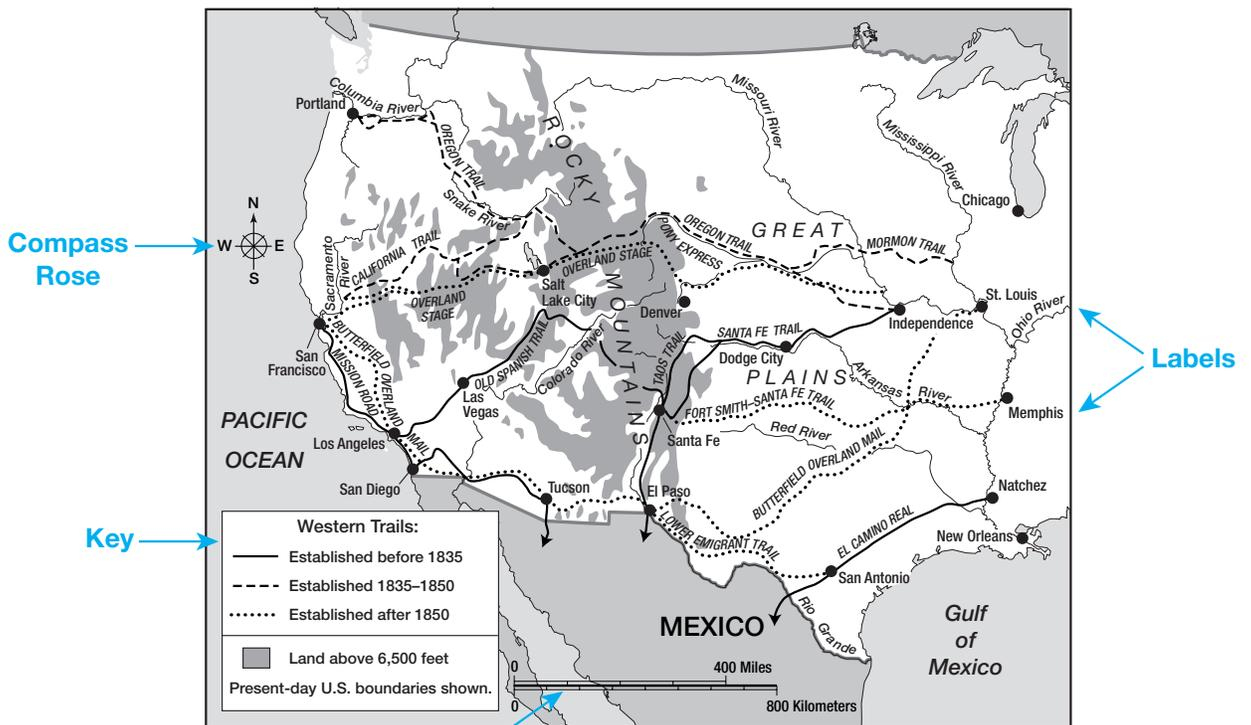 Columbia River
Portland
OREGON TRAIL
Snake River
ROCKY
MOUNTAINS
Missouri River
Mississippi River
Chicago
N
W
E
S
Compass
Rose
Sacramento
River
CALIFORNIA TRAIL
OVERLAND
STAGE
OVERLAND STAGE
Salt
Lake City
PONY EXPRESS
OREGON TRAIL
GREAT
PLAINS
MORMON TRAIL
Denver
Independence
St. Louis
Ohio River
Labels
San
Francisco
BUTTERFIELD OVERLAND MAIL
MISSION ROAD
OLD SPANISH TRAIL
Colorado River
TAOS TRAIL
SANTA FE TRAIL
Dodge City
Arkansas River
Las
Vegas
FORT SMITH–SANTA FE TRAIL
Memphis
Santa Fe
Red River
PACIFIC
OCEAN
Los Angeles
San Diego
Tucson
El Paso
BUTTERFIELD OVERLAND MAIL
Natchez
LOWER EMIGRANT TRAIL
EL CAMINO REAL
New Orleans
San Antonio
Key
Western Trails:
Established before 1835
Established 1835–1850
Established after 1850
Land above 6,500 feet
Present-day U.S. boundaries shown.
MEXICO
Rio Grande
Gulf
of
Mexico
0
400 Miles
0
800 Kilometers